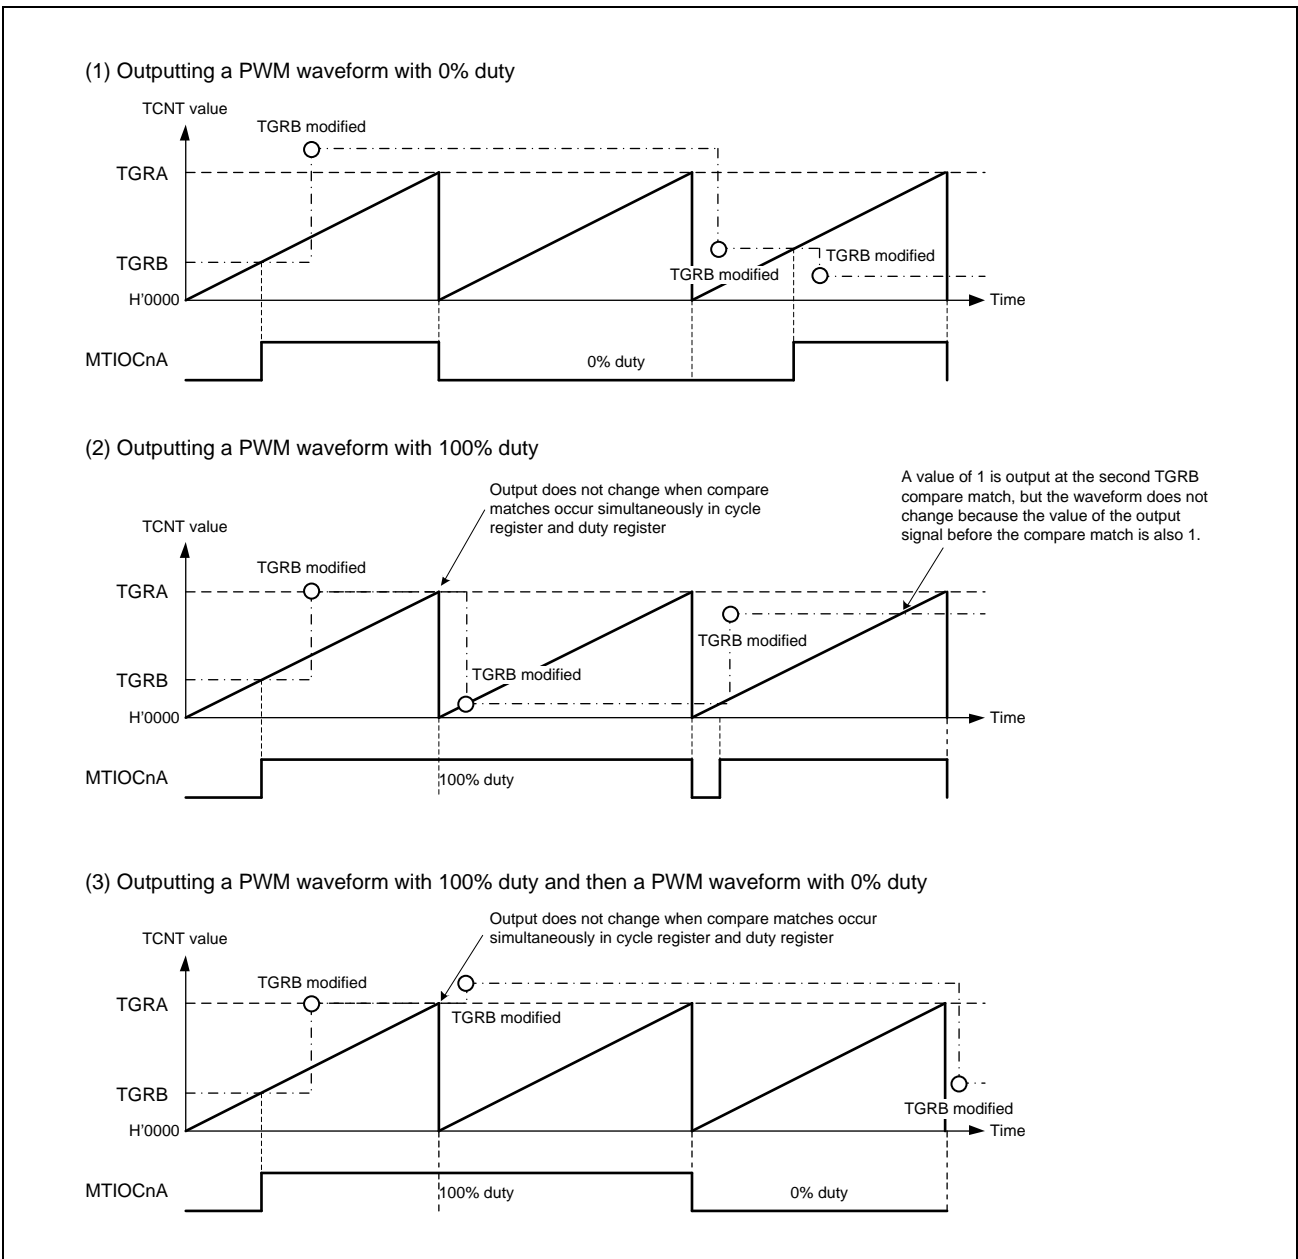 (1) Outputting a PWM waveform with 0% duty
TCNT value
TGRB modified
TGRA
TGRB modified
TGRB
TGRB modified
H'0000
Time
MTIOCnA
0% duty
(2) Outputting a PWM waveform with 100% duty
A value of 1 is output at the second TGRB
compare match, but the waveform does not
change because the value of the output
signal before the compare match is also 1.
Output does not change when compare
matches occur simultaneously in cycle
register and duty register
TCNT value
TGRB modified
TGRA
TGRB modified
TGRB modified
TGRB
H'0000
Time
MTIOCnA
100% duty
(3) Outputting a PWM waveform with 100% duty and then a PWM waveform with 0% duty
Output does not change when compare matches occur
simultaneously in cycle register and duty register
TCNT value
TGRB modified
TGRA
TGRB modified
TGRB
TGRB modified
H'0000
Time
MTIOCnA
100% duty
0% duty